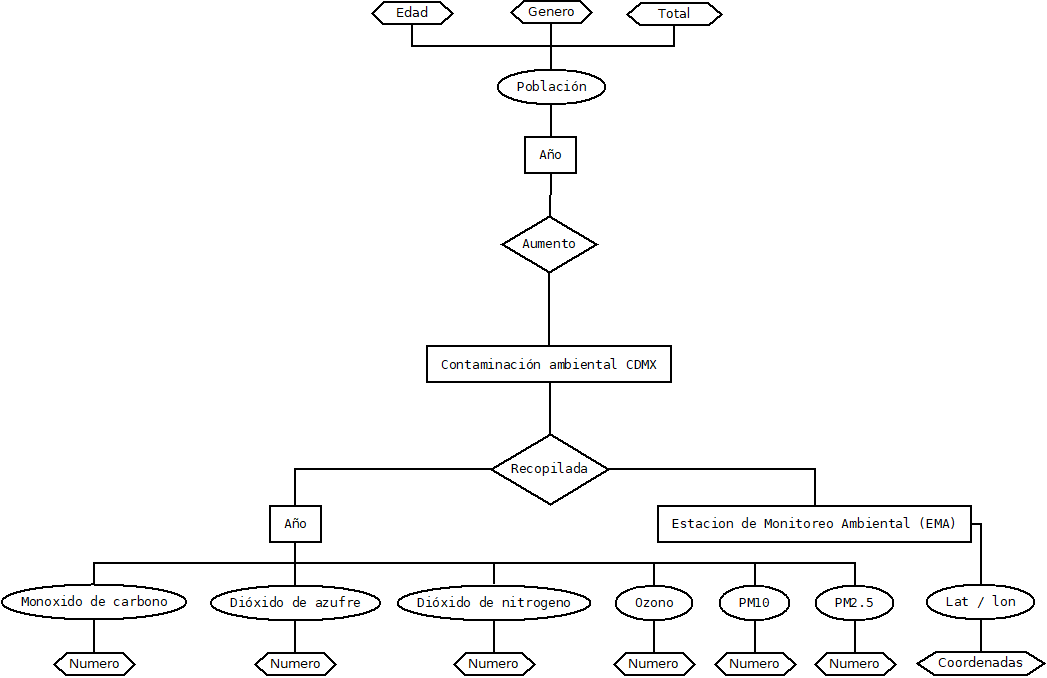 Edad
Genero
Total
Población
Año
Aumento
Contaminación ambiental CDMX
Recopilada
Año
Estacion de Monitoreo Ambiental (EMA)
Monoxido de carbono
Dióxido de azufre
Dióxido de nitrogeno
Ozono
PM10
PM2.5
Lat / lon
Numero
Numero
Numero
Numero
Numero
Numero
Coordenadas